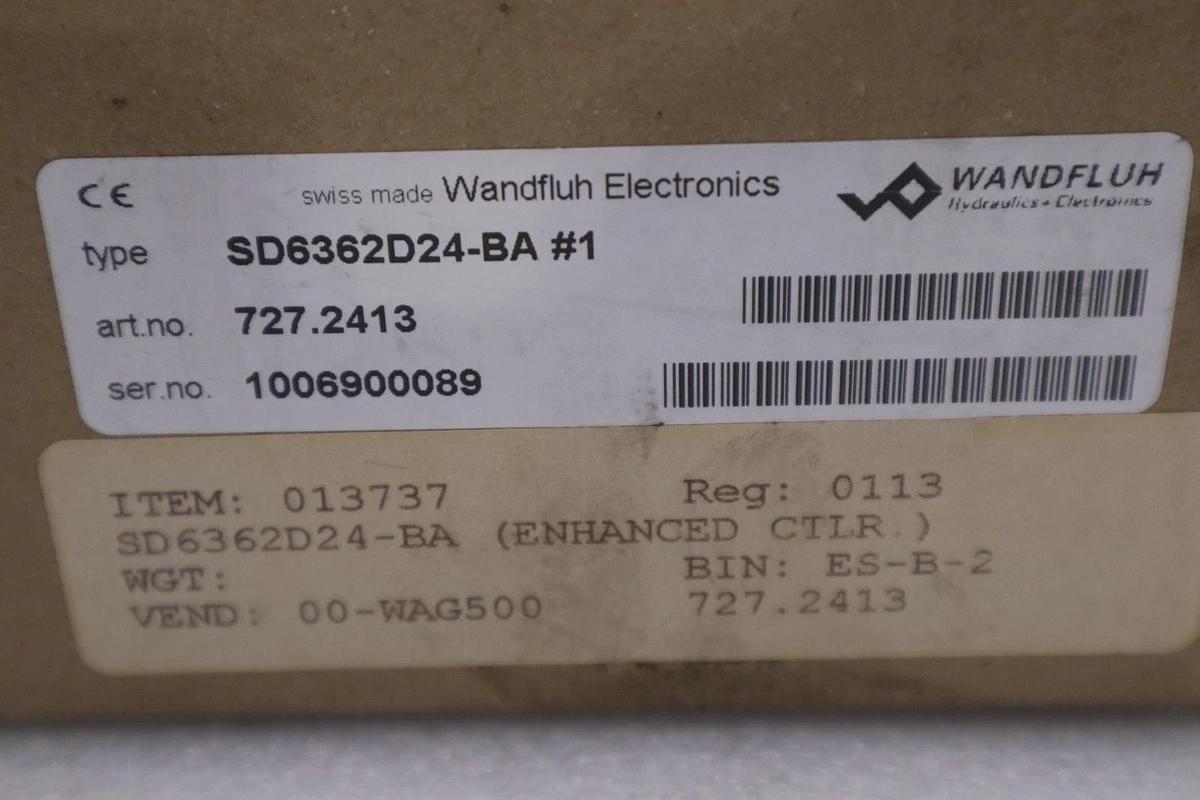 CE swiss made Wandfluh Electronics WANDFLUH
Hydraulics + Electronics
type SD6362D24-BA #1
art.no. 727.2413
ser.no. 1006900089
ITEM: 013737 Reg: 0113
SD6362D24-BA (ENHANCED CTLR.)
WGT: BIN: ES-B-2
VEND: 00-WAG500 727.2413